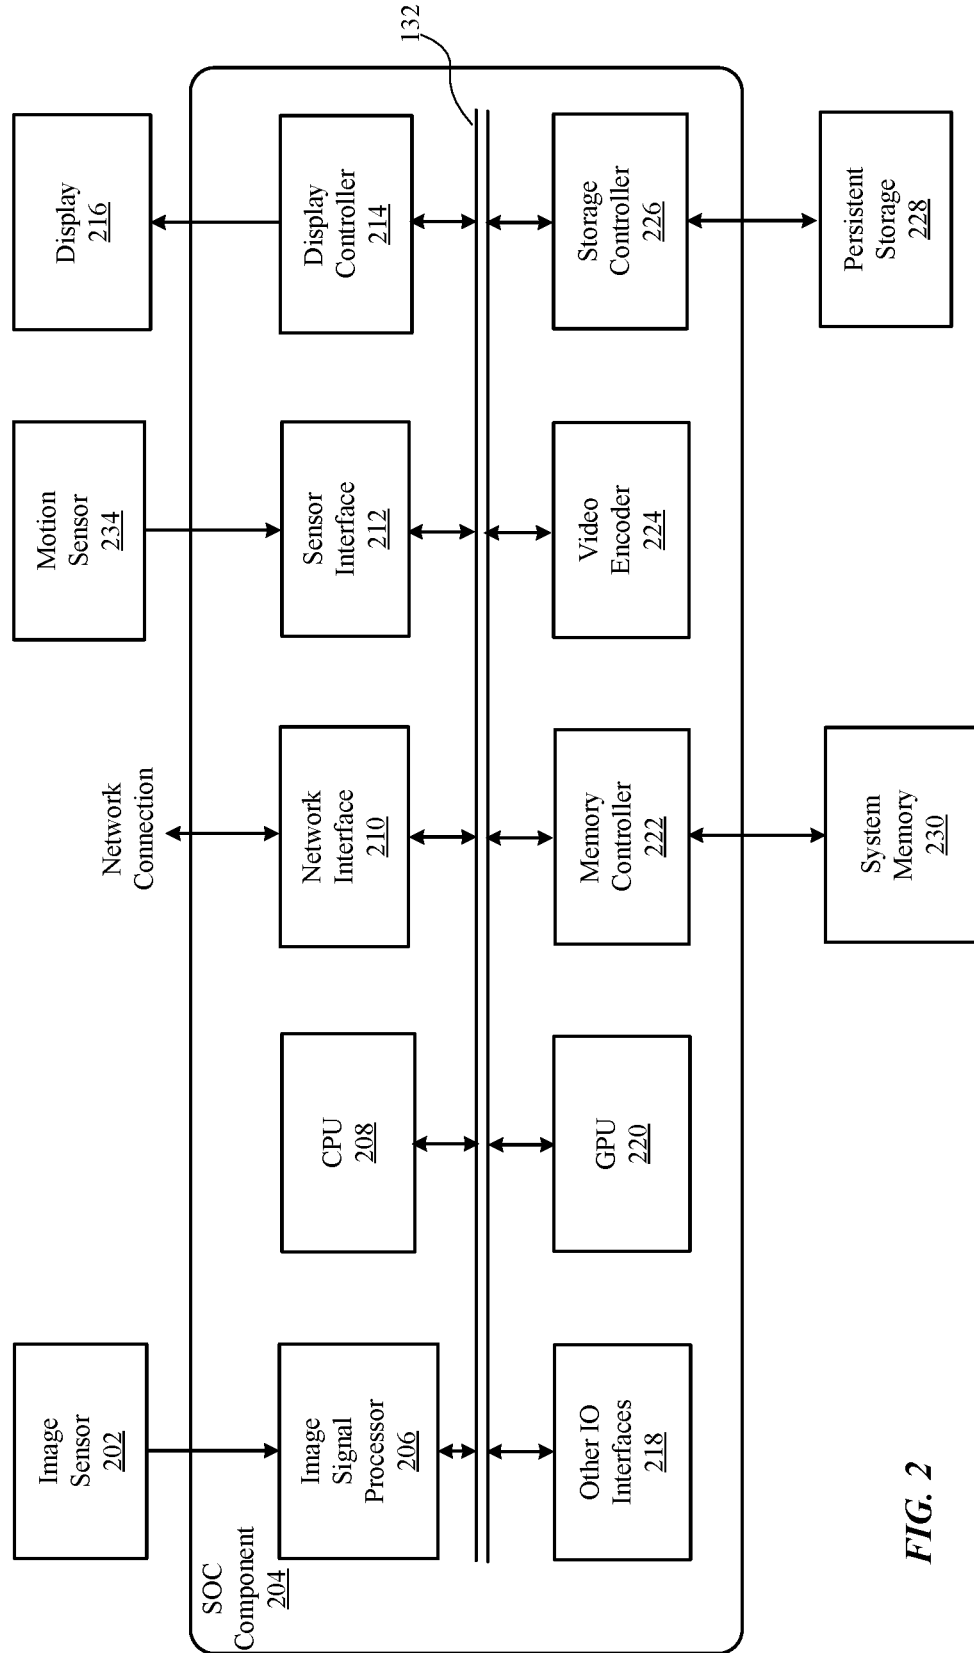 Image
Sensor
202
Network
Connection
Motion
Sensor
234
Display
216
SOC
Component
204
Image
Signal
Processor
206
CPU
208
Network
Interface
210
Sensor
Interface
212
Display
Controller
214
132
Other IO
Interfaces
218
GPU
220
Memory
Controller
222
Video
Encoder
224
Storage
Controller
226
System
Memory
230
Persistent
Storage
228
FIG. 2